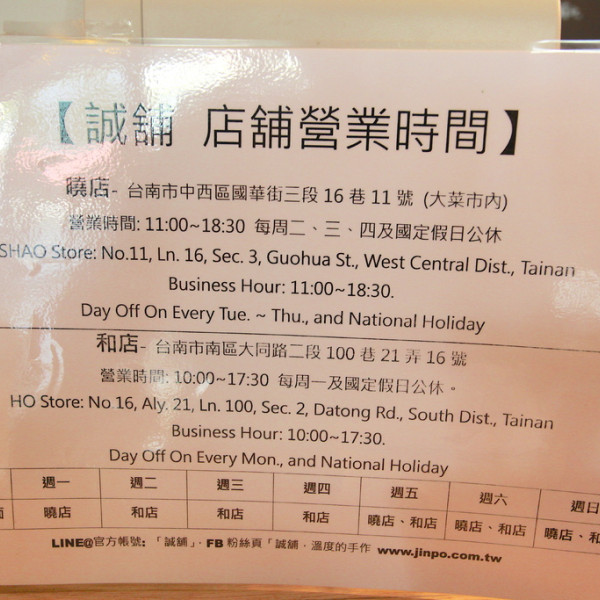 【誠舖 店舖營業時間】
曉店- 台南市中西區國華街三段16巷11號 (大菜市內)
營業時間: 11:00~18:30 每周二、三、四及國定假日公休
SHAO Store: No.11, Ln. 16, Sec. 3, Guohua St., West Central Dist., Tainan
Business Hour: 11:00~18:30.
Day Off On Every Tue. ~ Thu., and National Holiday
和店- 台南市南區大同路二段100巷21弄16號
營業時間: 10:00~17:30 每周一及國定假日公休。
HO Store: No.16, Aly. 21, Ln. 100, Sec. 2, Datong Rd., South Dist., Tainan
Business Hour: 10:00~17:30.
Day Off On Every Mon., and National Holiday
週一 週二 週三 週四 週五 週六 週日
曉店 和店 和店 和店 曉店、和店 曉店、和店 曉店、和
LINE@官方帳號: 「誠舖」, FB 粉絲頁「誠舖，溫度的手作 www.jinpo.com.tw